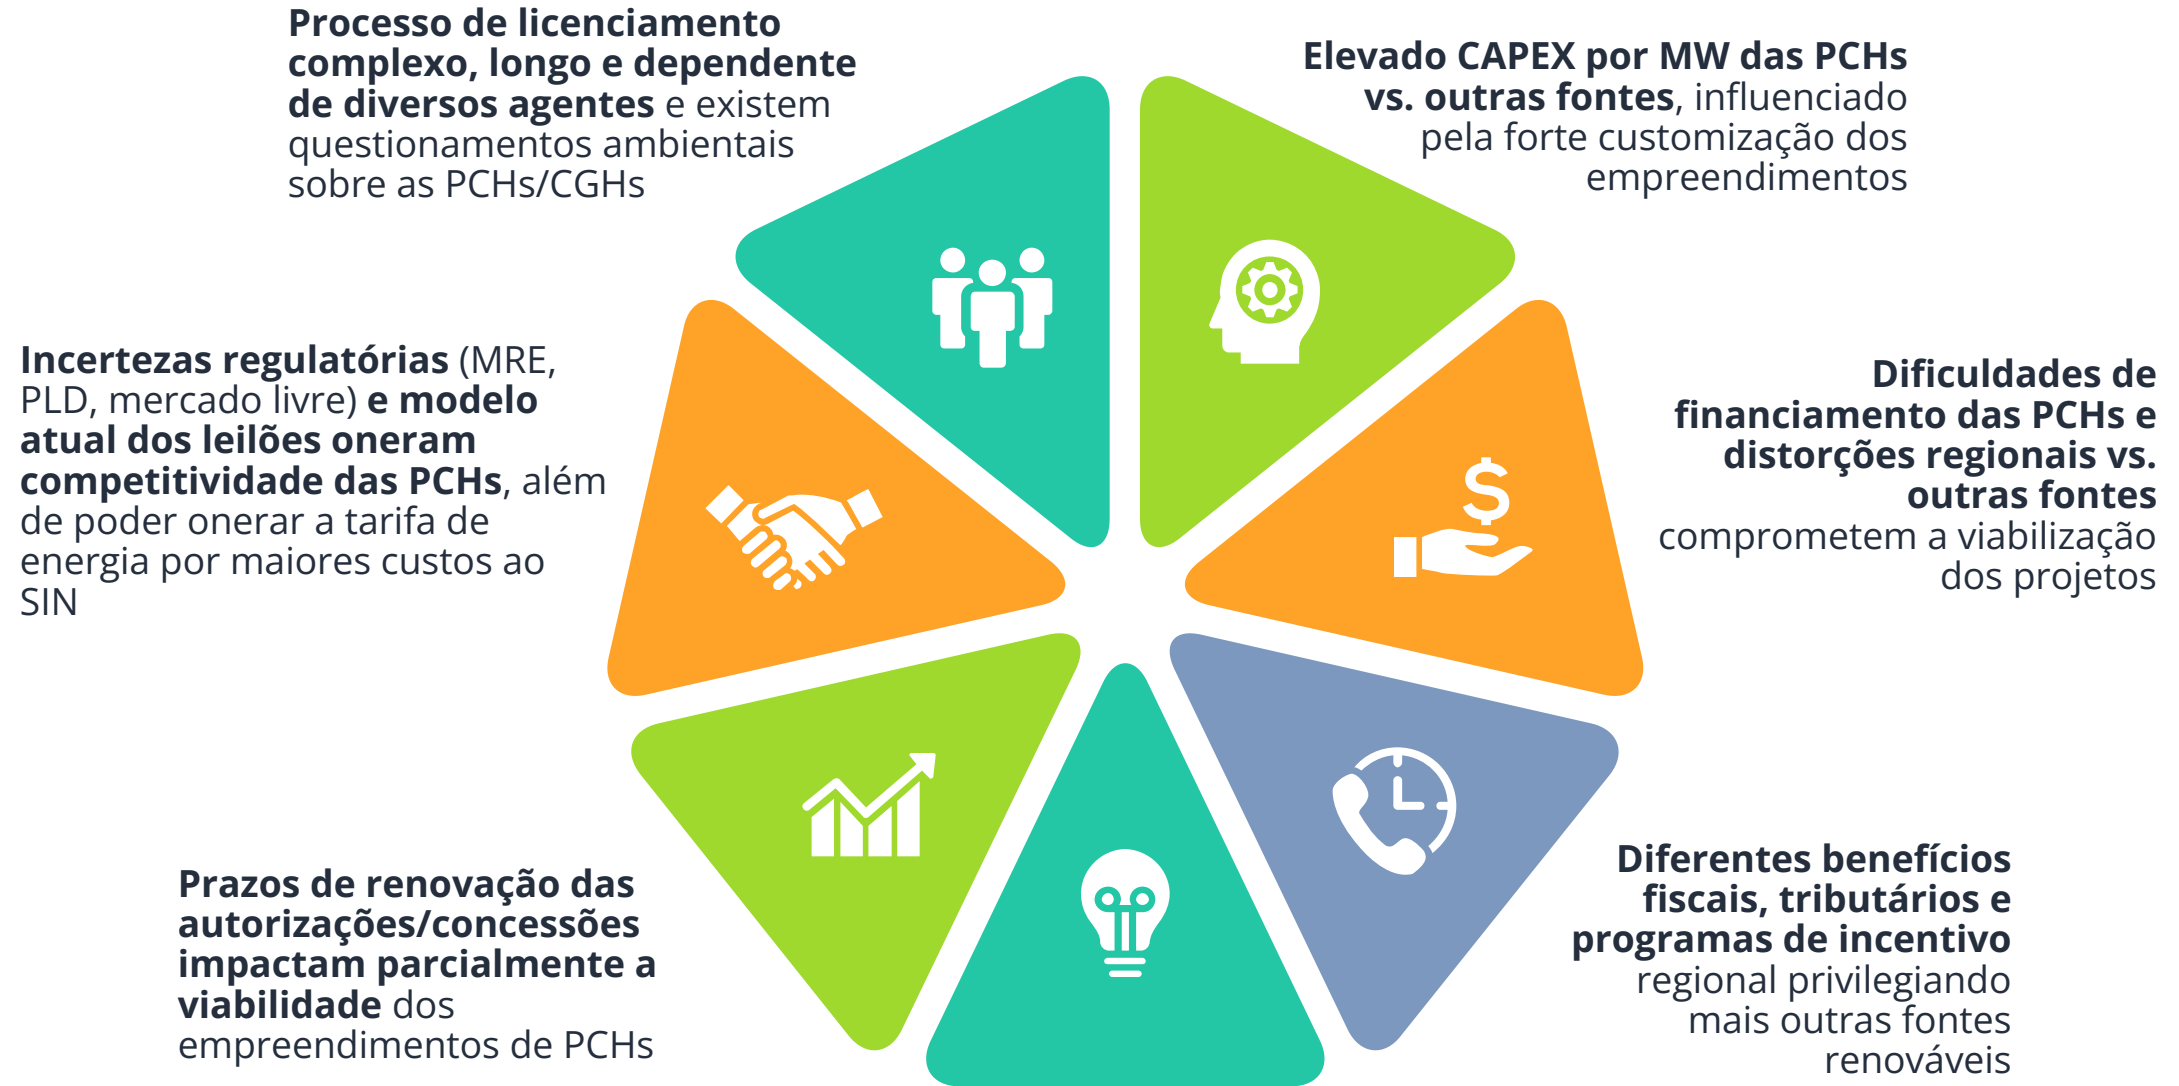 Processo de licenciamento
complexo, longo e dependente
de diversos agentes e existem
questionamentos ambientais
sobre as PCHs/CGHs
Elevado CAPEX por MW das PCHs
vs. outras fontes, influenciado
pela forte customização dos
empreendimentos
Incertezas regulatórias (MRE,
PLD, mercado livre) e modelo
atual dos leilões oneram
competitividade das PCHs, além
de poder onerar a tarifa de
energia por maiores custos ao
SIN
Dificuldades de
financiamento das PCHs e
distorções regionais vs.
outras fontes
comprometem a viabilização
dos projetos
$
Prazos de renovação das
autorizações/concessões
impactam parcialmente a
viabilidade dos
empreendimentos de PCHs
Diferentes benefícios
fiscais, tributários e
programas de incentivo
regional privilegiando
mais outras fontes
renováveis